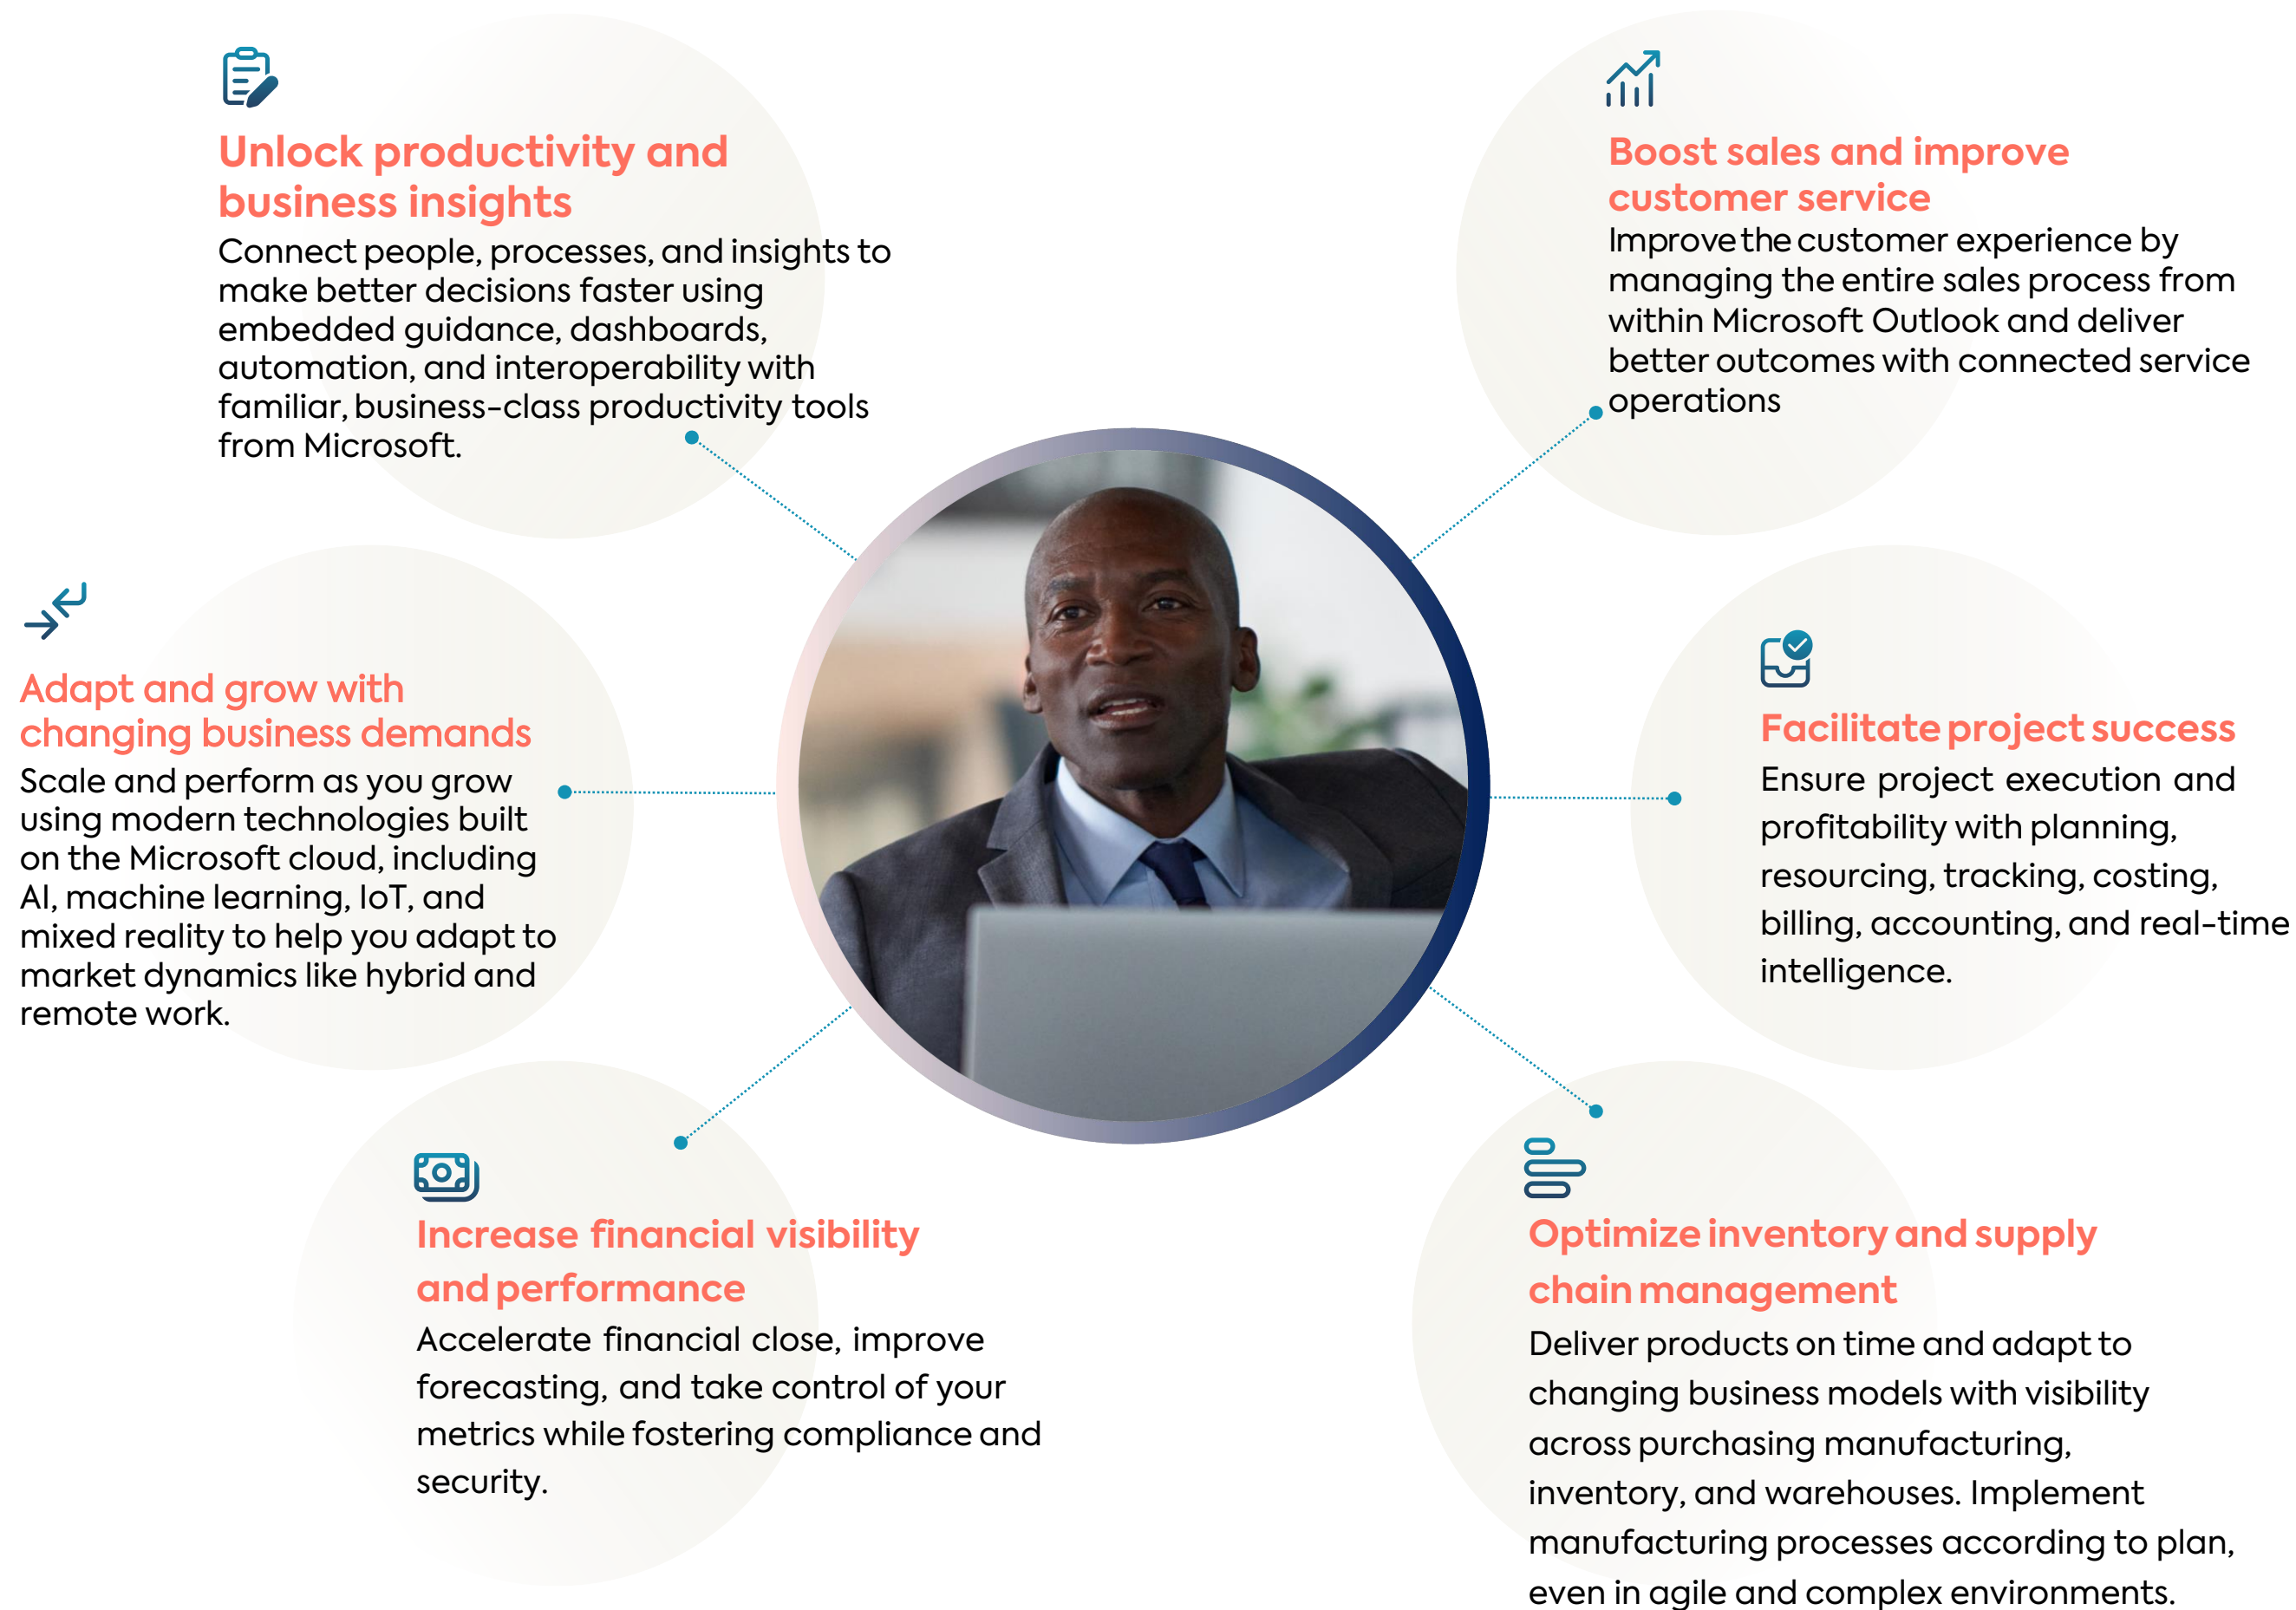 Unlock productivity and
business insights
Connect people, processes, and insights to
make better decisions faster using
embedded guidance, dashboards,
automation, and interoperability with
familiar, business-class productivity tools
from Microsoft.
Boost sales and improve
customer service
Improve the customer experience by
managing the entire sales process from
within Microsoft Outlook and deliver
better outcomes with connected service
operations
Adapt and grow with
changing business demands
Scale and perform as you grow
using modern technologies built
on the Microsoft cloud, including
AI, machine learning, IoT, and
mixed reality to help you adapt to
market dynamics like hybrid and
remote work.
Facilitate project success
Ensure project execution and
profitability with planning,
resourcing, tracking, costing,
billing, accounting, and real-time
intelligence.
Increase financial visibility
and performance
Accelerate financial close, improve
forecasting, and take control of your
metrics while fostering compliance and
security.
Optimize inventory and supply
chain management
Deliver products on time and adapt to
changing business models with visibility
across purchasing manufacturing,
inventory, and warehouses. Implement
manufacturing processes according to plan,
even in agile and complex environments.